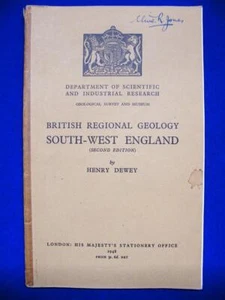 DEPARTMENT OF SCIENTIFIC
AND INDUSTRIAL RESEARCH
GEOLOGICAL SURVEY AND MUSEUM
BRITISH REGIONAL GEOLOGY
SOUTH-WEST ENGLAND
(SECOND EDITION)
by
HENRY DEWEY
LONDON: HIS MAJESTY'S STATIONERY OFFICE
1948